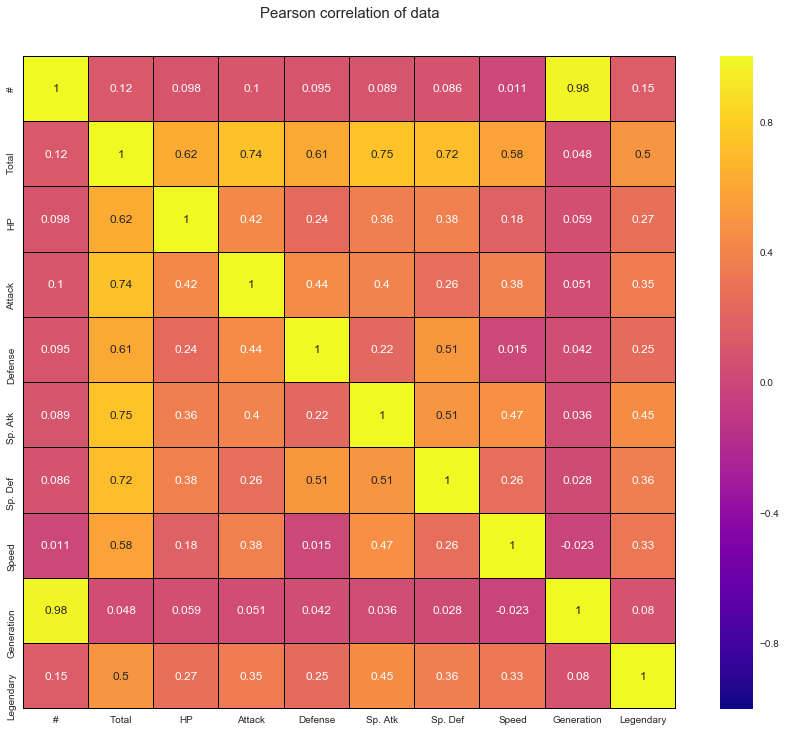 Pearson correlation of data
# 1 0.12 0.098 0.1 0.095 0.089 0.086 0.011 0.98 0.15
Total 0.12 1 0.62 0.74 0.61 0.75 0.72 0.58 0.048 0.5
HP 0.098 0.62 1 0.42 0.24 0.36 0.38 0.18 0.059 0.27
Attack 0.1 0.74 0.42 1 0.44 0.4 0.26 0.38 0.051 0.35
Defense 0.095 0.61 0.24 0.44 1 0.22 0.51 0.015 0.042 0.25
Sp. Atk 0.089 0.75 0.36 0.4 0.22 1 0.51 0.47 0.036 0.45
Sp. Def 0.086 0.72 0.38 0.26 0.51 0.51 1 0.26 0.028 0.36
Speed 0.011 0.58 0.18 0.38 0.015 0.47 0.26 1 -0.023 0.33
Generation 0.98 0.048 0.059 0.051 0.042 0.036 0.028 -0.023 1 0.08
Legendary 0.15 0.5 0.27 0.35 0.25 0.45 0.36 0.33 0.08 1
# Total HP Attack Defense Sp. Atk Sp. Def Speed Generation Legendary
0.8
0.4
0.0
−0.4
−0.8